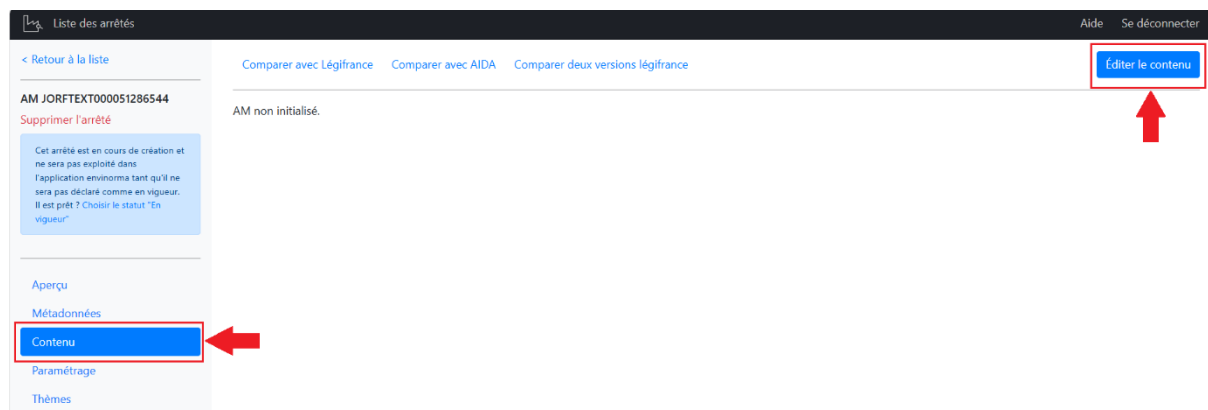 Liste des arrêtés
Aide Se déconnecter
< Retour à la liste
AM JORFTEXT000051286544
Supprimer l'arrêté
Cet arrêté est en cours de création et
ne sera pas exploité dans
l'application envinorma tant qu'il ne
sera pas déclaré comme en vigueur.
Il est prêt ? Choisir le statut "En
vigueur"
Aperçu
Métadonnées
Contenu
Paramétrage
Thèmes
Comparer avec Légifrance Comparer avec AIDA Comparer deux versions légifrance
Éditer le contenu
AM non initialisé.